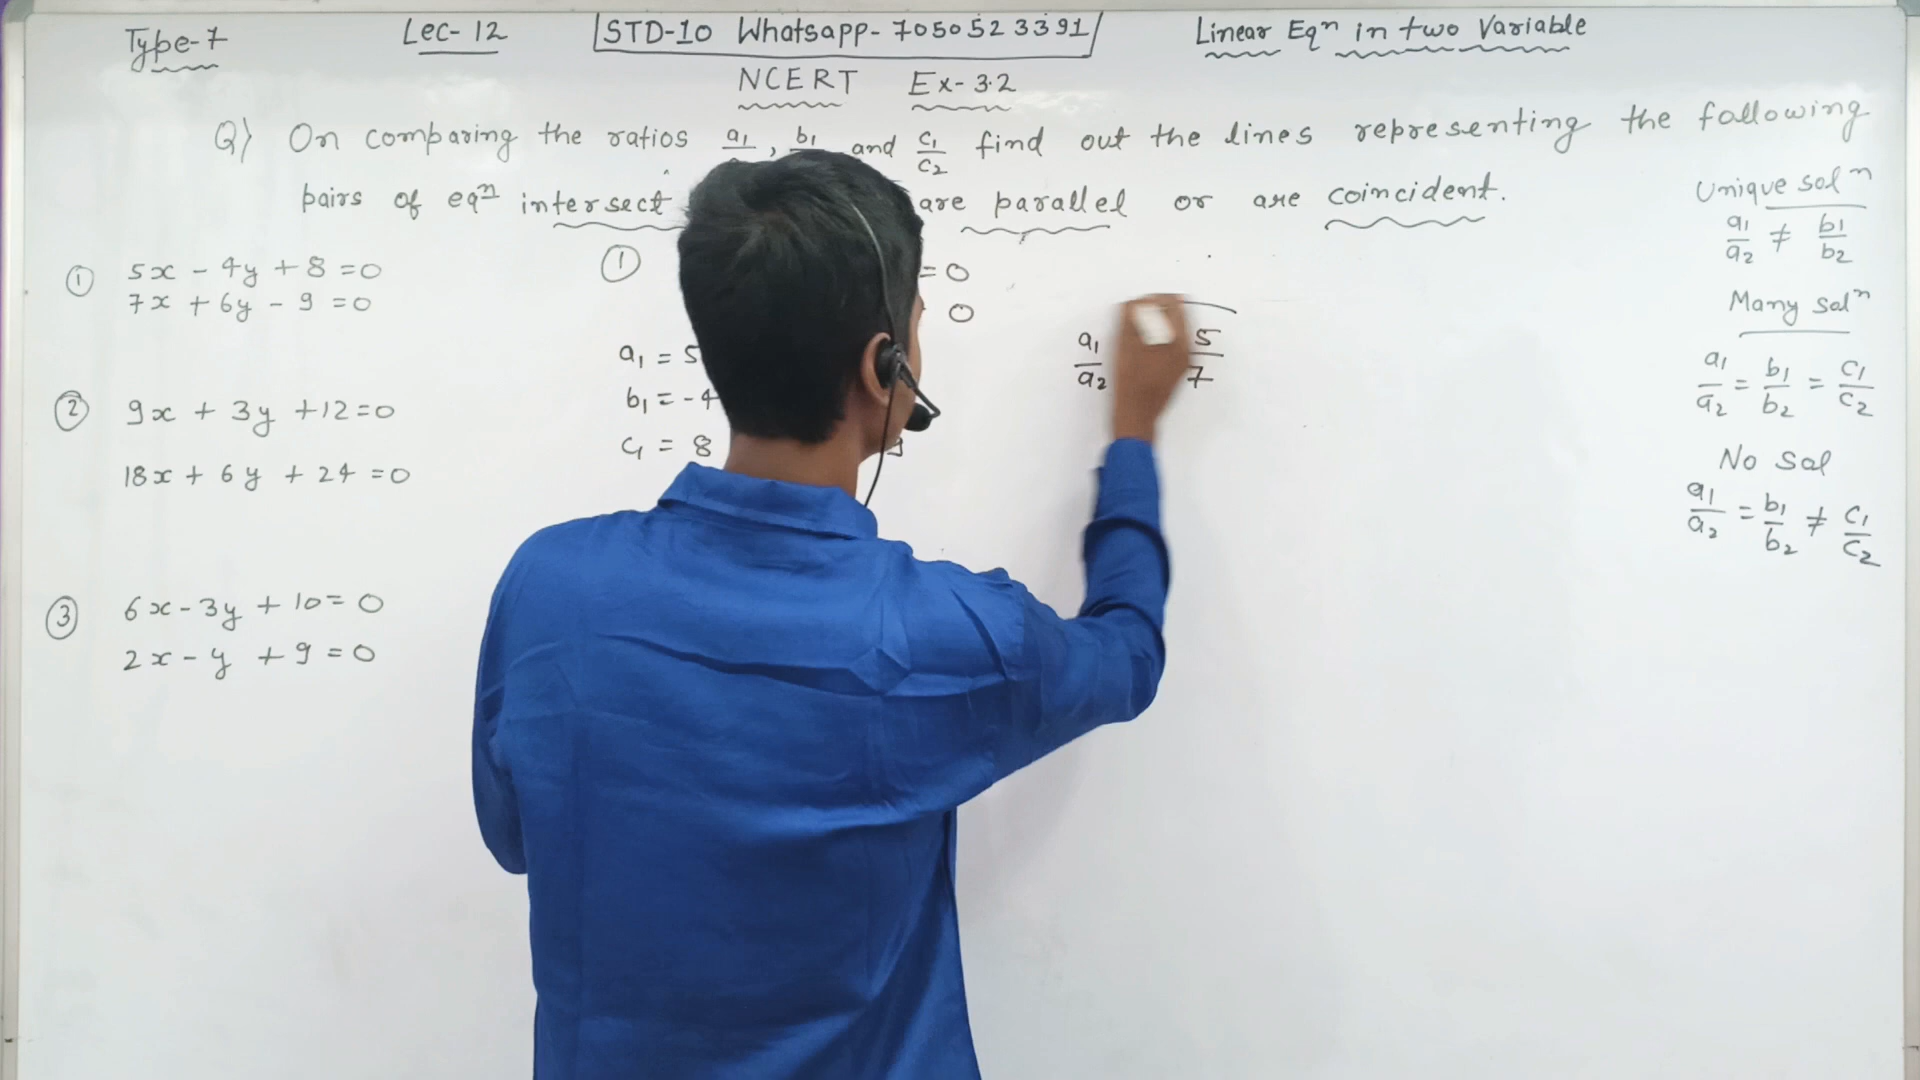 Type-7 Lec-12 STD-10 Whatsapp-7050523391 Linear Eqn in two Variable
NCERT Ex-3.2
Q) On comparing the ratios a1 , b1 and c1/c2 find out the lines representing the following
pairs of eqn intersect are parallel or are coincident.
① 5x - 4y + 8 = 0
7x + 6y - 9 = 0
② 9x + 3y + 12 = 0
18x + 6y + 24 = 0
③ 6x - 3y + 10 = 0
2x - y + 9 = 0
① = 0
0
a1 = 5
b1 = -4
c1 = 8 9
a1/a2 5/7
Unique soln
a1/a2 ≠ b1/b2
Many Soln
a1/a2 = b1/b2 = c1/c2
No Sol
a1/a2 = b1/b2 ≠ c1/c2